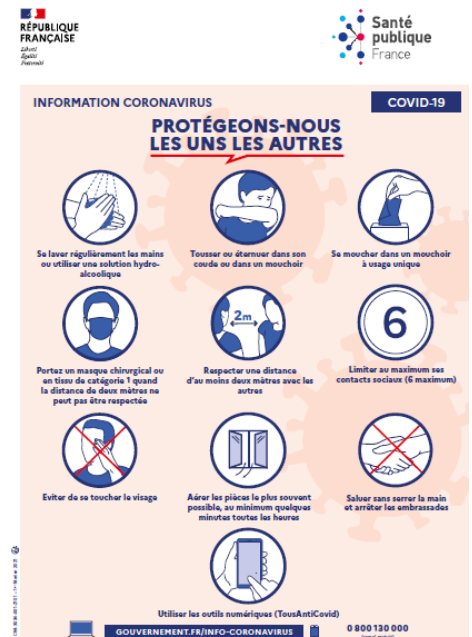 RÉPUBLIQUE
FRANÇAISE
Liberté
Égalité
Fraternité
Santé
publique
France
INFORMATION CORONAVIRUS
COVID-19
PROTÉGEONS-NOUS
LES UNS LES AUTRES
Se laver régulièrement les mains
ou utiliser une solution hydro-
alcoolique
Tousser ou éternuer dans son
coude ou dans un mouchoir
Se moucher dans un mouchoir
à usage unique
Portez un masque chirurgical ou
en tissu de catégorie 1 quand
la distance de deux mètres ne
peut pas être respectée
2m
Respecter une distance
d'au moins deux mètres avec les
autres
6
Limiter au maximum ses
contacts sociaux (6 maximum)
Eviter de se toucher le visage
Aérer les pièces le plus souvent
possible, au minimum quelques
minutes toutes les heures
Saluer sans serrer la main
et arrêter les embrassades
Utiliser les outils numériques (TousAntiCovid)
GOUVERNEMENT.FR/INFO-CORONAVIRUS
0 800 130 000